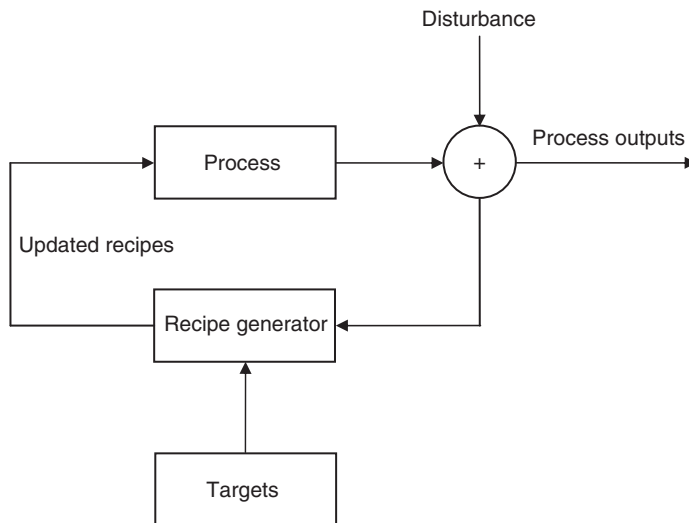 Disturbance
Process outputs
Process
+
Updated recipes
Recipe generator
Targets